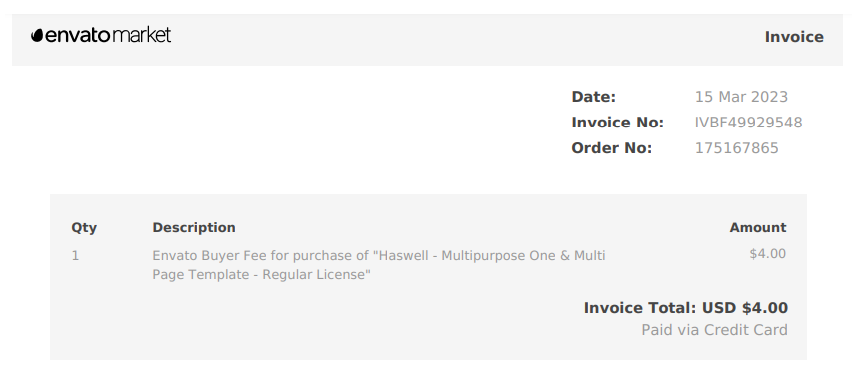 envato market
Invoice
Date: 15 Mar 2023
Invoice No: IVBF49929548
Order No: 175167865
Qty Description Amount
1 Envato Buyer Fee for purchase of "Haswell - Multipurpose One & Multi $4.00
Page Template - Regular License"
Invoice Total: USD $4.00
Paid via Credit Card